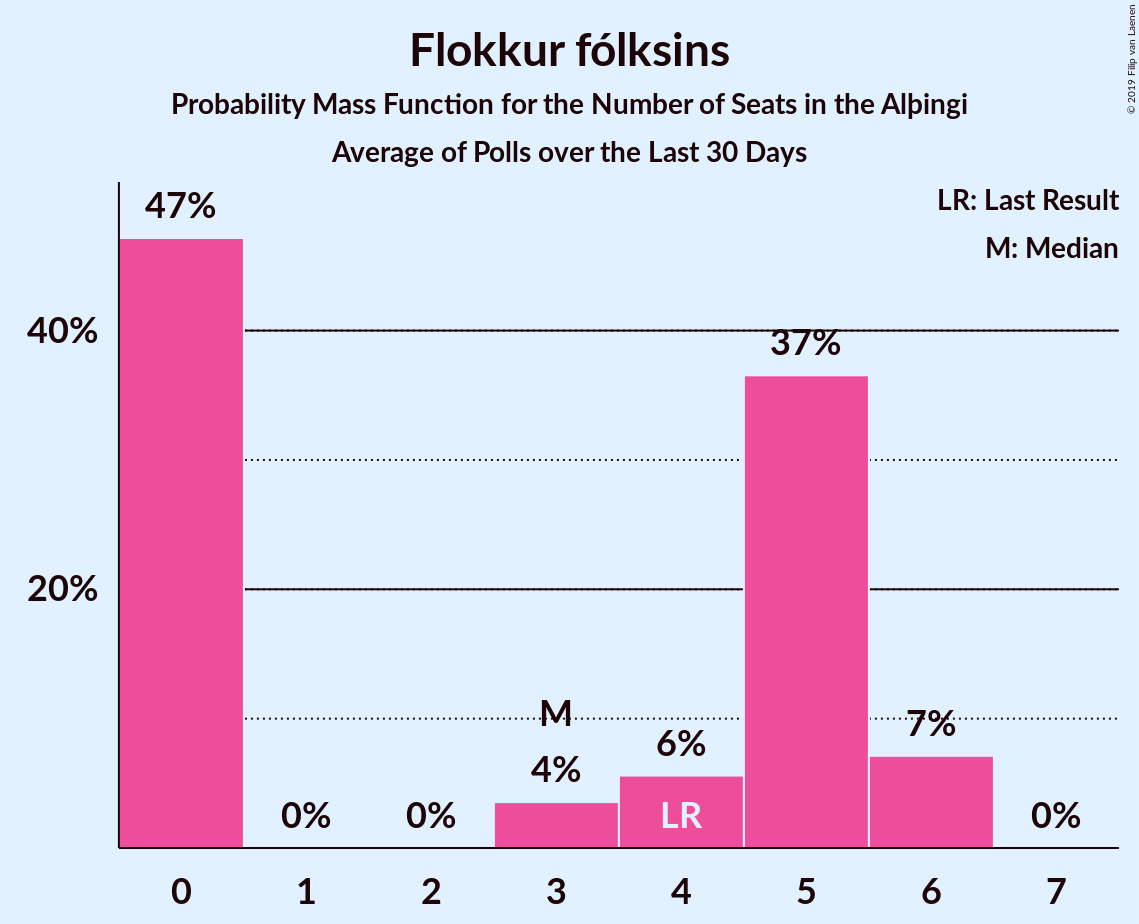 Flokkur fólksins
Probability Mass Function for the Number of Seats in the Alþingi
Average of Polls over the Last 30 Days
© 2019 Filip van Laenen
LR: Last Result
M: Median
47%
40%
37%
20%
M
4%
6%
7%
0%
0%
LR
0%
0
1
2
3
4
5
6
7